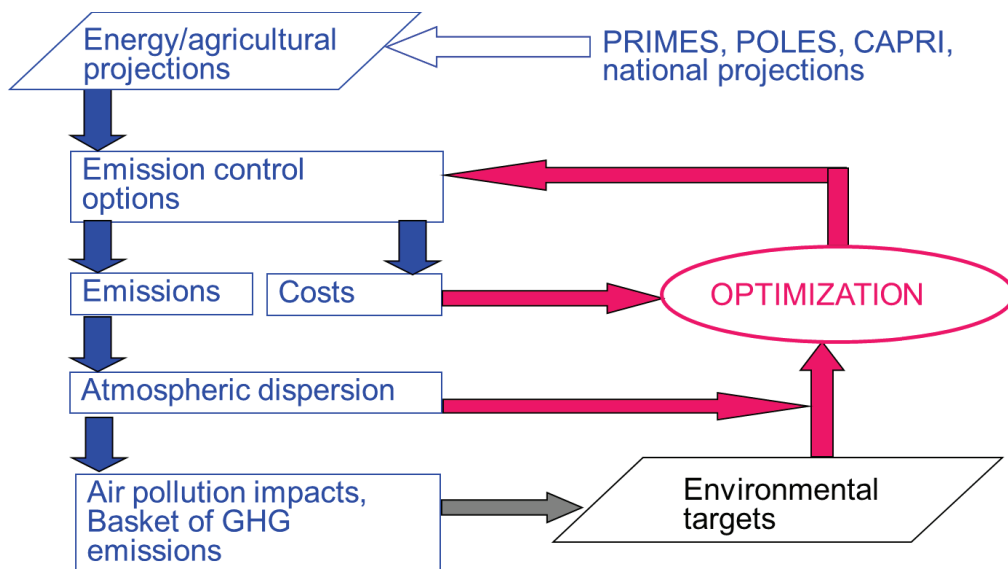 Energy/agricultural
projections
PRIMES, POLES, CAPRI,
national projections
Emission control
options
Emissions
Costs
OPTIMIZATION
Atmospheric dispersion
Air pollution impacts,
Basket of GHG
emissions
Environmental
targets